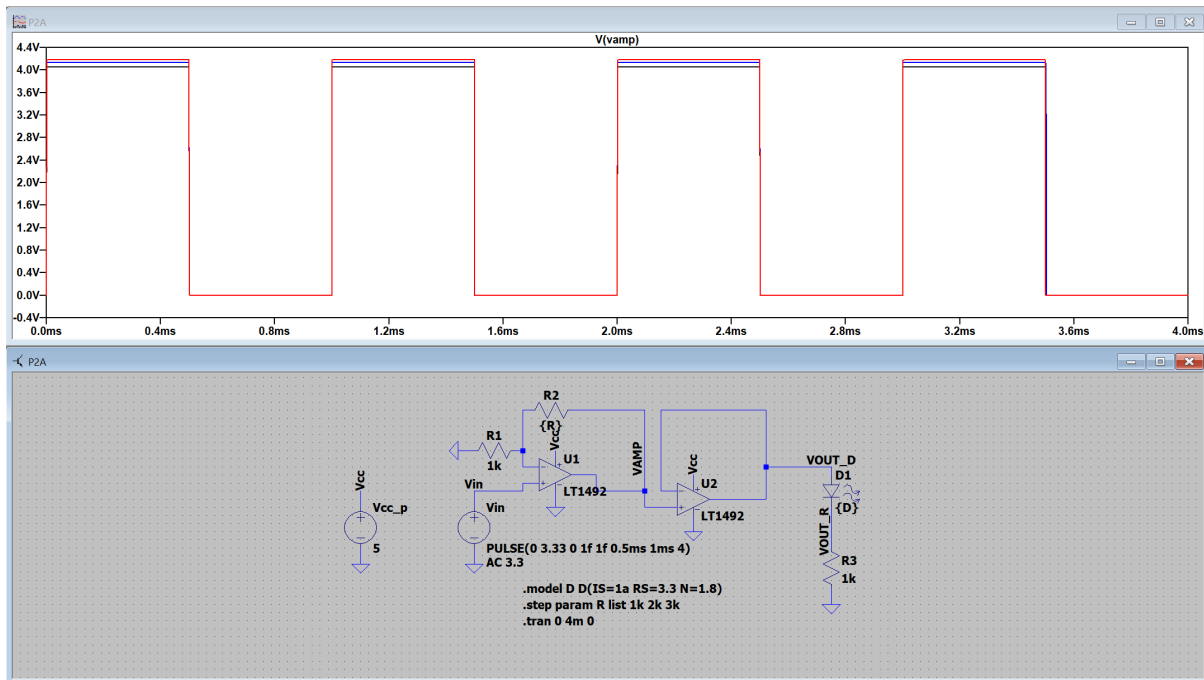 P2A
V(vamp)
4.4V
4.0V
3.6V
3.2V
2.8V
2.4V
2.0V
1.6V
1.2V
0.8V
0.4V
0.0V
-0.4V
0.0ms 0.4ms 0.8ms 1.2ms 1.6ms 2.0ms 2.4ms 2.8ms 3.2ms 3.6ms 4.0ms
P2A
R2
{R}
R1
1k
Vcc
U1
LT1492
VAMP
Vcc
U2
LT1492
VOUT_D
D1
{D}
VOUT_R
R3
1k
Vcc
Vcc_p
5
Vin
Vin
PULSE(0 3.33 0 1f 1f 0.5ms 1ms 4)
AC 3.3
.model D D(IS=1a RS=3.3 N=1.8)
.step param R list 1k 2k 3k
.tran 0 4m 0